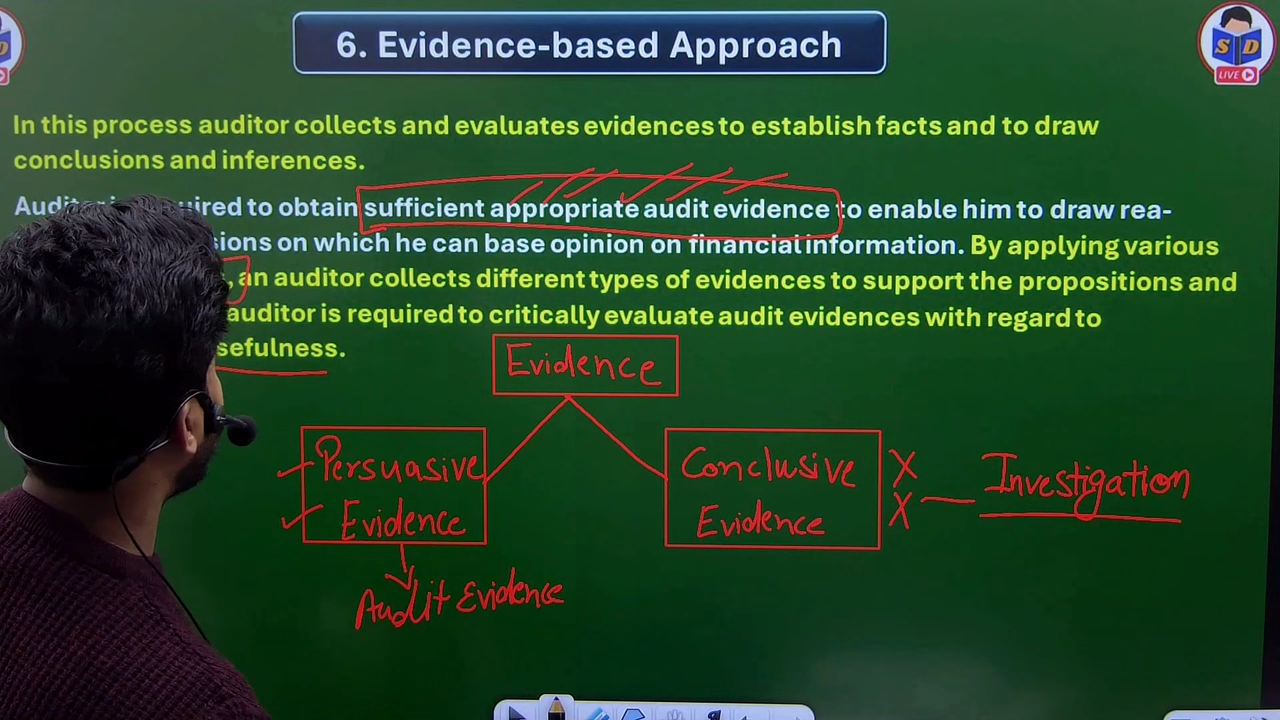 6. Evidence-based Approach
S D
LIVE
D
In this process auditor collects and evaluates evidences to establish facts and to draw
conclusions and inferences.
required to obtain sufficient appropriate audit evidence to enable him to draw rea-
sions on which he can base opinion on financial information. By applying various
, an auditor collects different types of evidences to support the propositions and
auditor is required to critically evaluate audit evidences with regard to
sefulness.
Evidence
Persuasive
Evidence
Conclusive
Evidence
X
X
Investigation
Audit Evidence